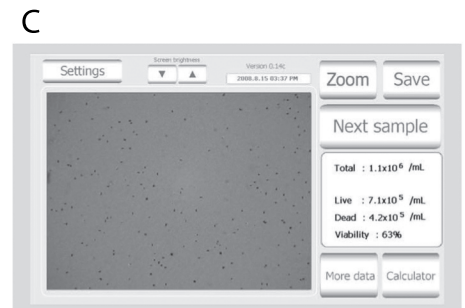 C
Settings
Screen brightness
▼ ▲
Version 0.14c
2008.8.15 03:37 PM
Zoom Save
Next sample
Total : 1.1x10⁶ /mL
Live : 7.1x10⁵ /mL
Dead : 4.2x10⁵ /mL
Viability : 63%
More data Calculator